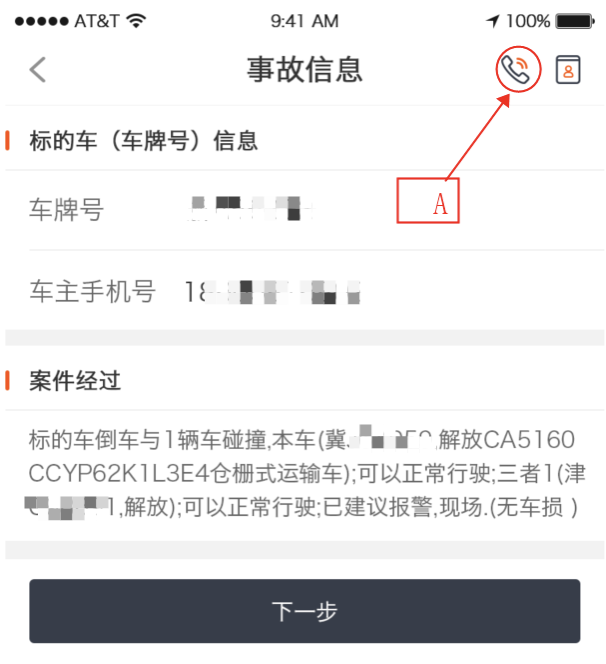 AT&T 9:41 AM 100%
事故信息
标的车（车牌号）信息
车牌号
A
车主手机号 18
案件经过
标的车倒车与1辆车碰撞,本车(冀 ,解放CA5160
CCYP62K1L3E4仓栅式运输车);可以正常行驶;三者1(津
1,解放);可以正常行驶;已建议报警,现场.(无车损 )
下一步